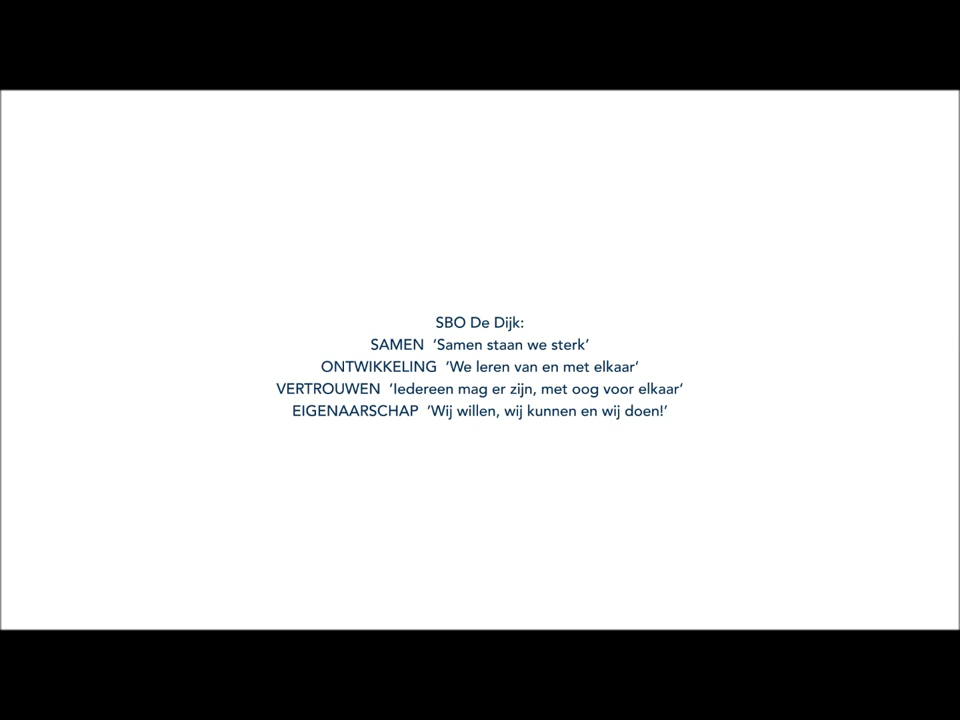 SBO De Dijk:
SAMEN ‘Samen staan we sterk’
ONTWIKKELING ‘We leren van en met elkaar’
VERTROUWEN ‘Iedereen mag er zijn, met oog voor elkaar’
EIGENAARSCHAP ‘Wij willen, wij kunnen en wij doen!’